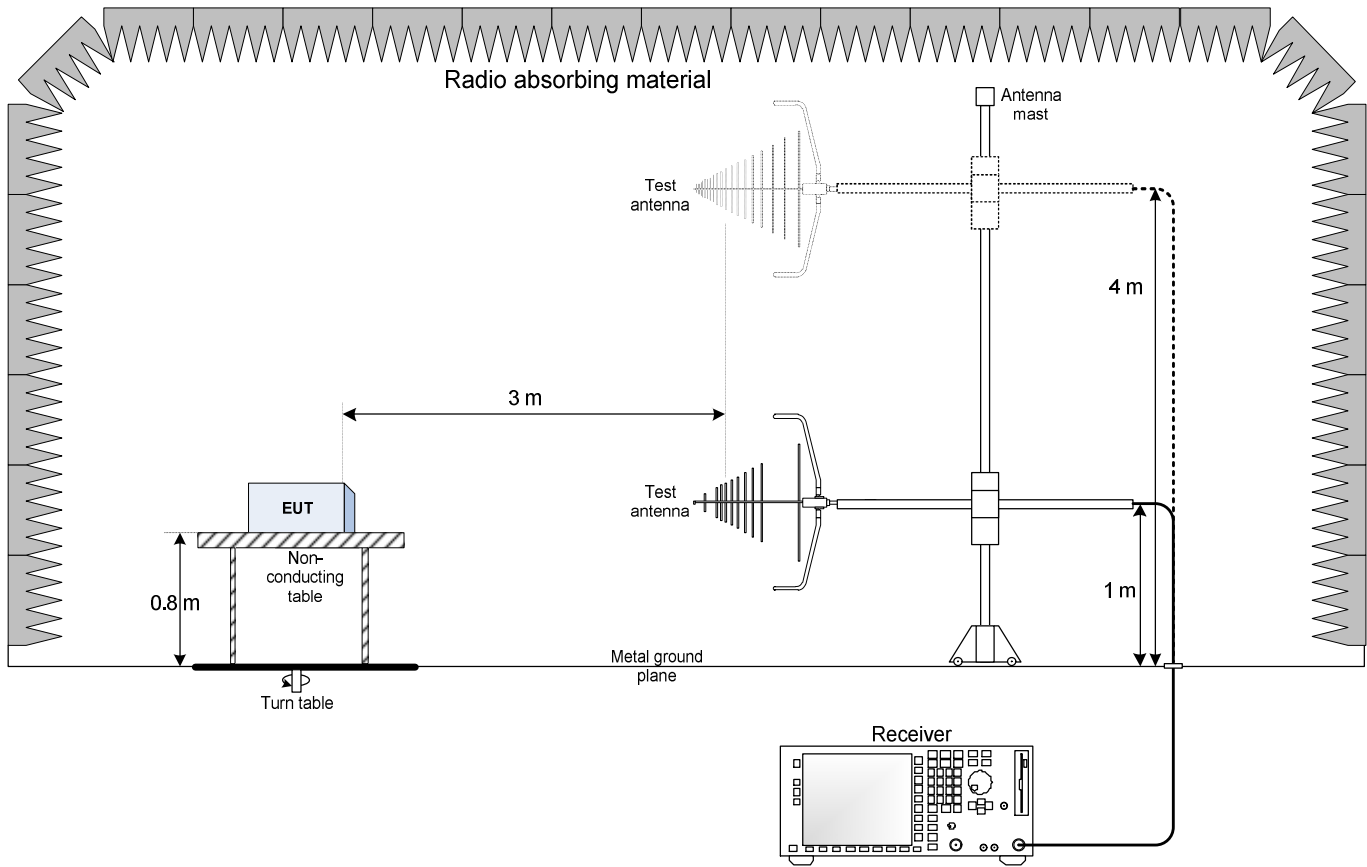 Radio absorbing material
Antenna
mast
Test
antenna
4 m
3 m
Test
antenna
EUT
Non-
conducting
table
0.8 m
1 m
Metal ground
plane
Turn table
Receiver